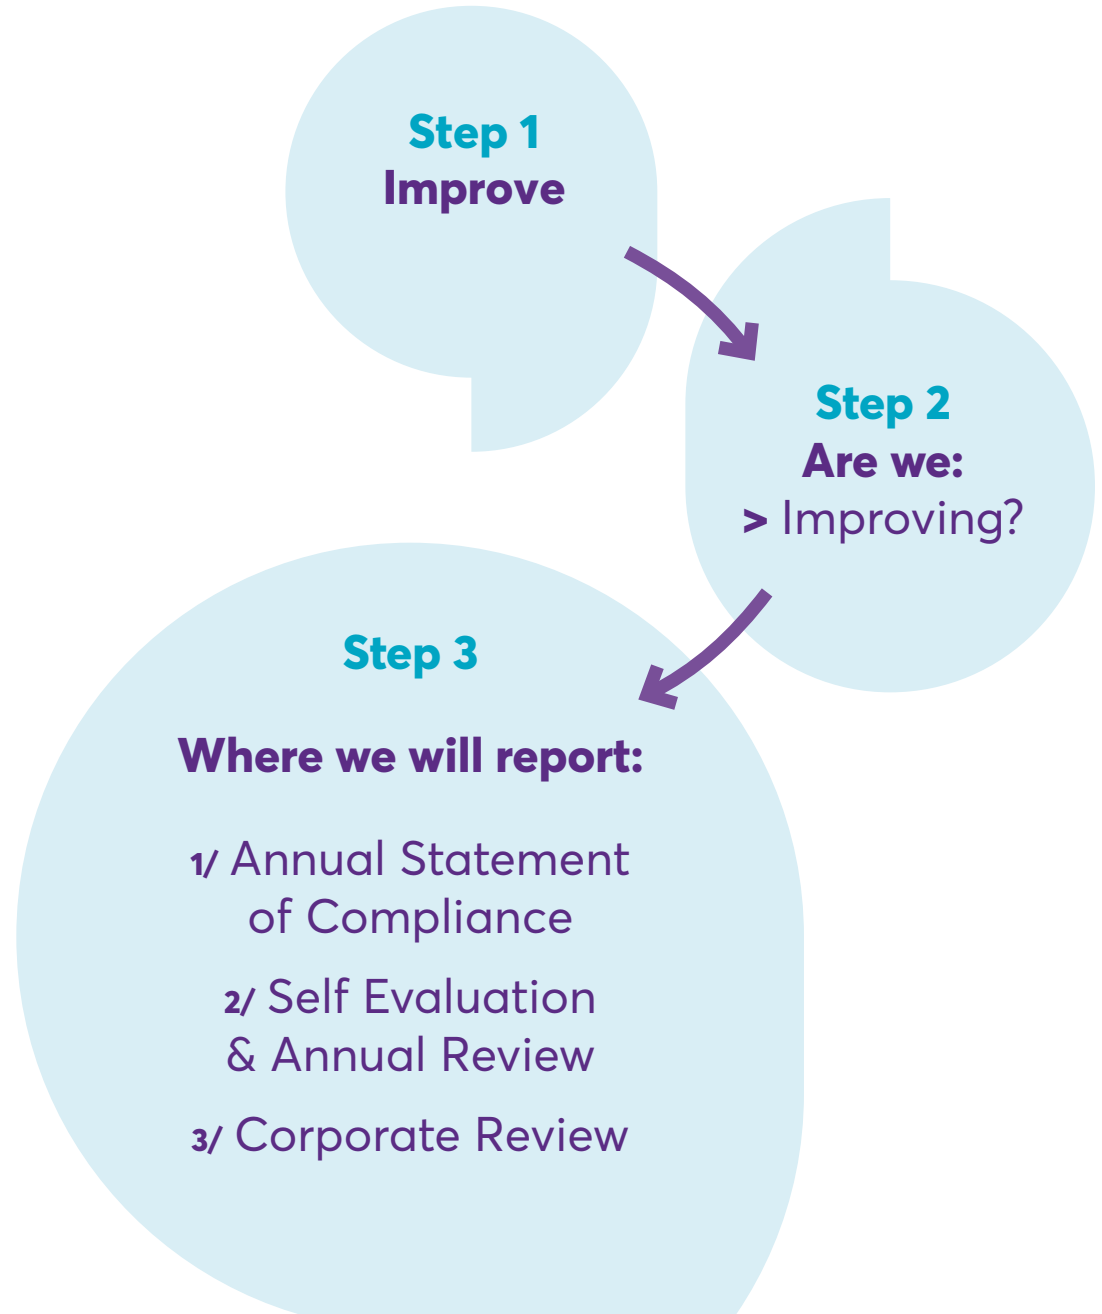 Step 1
Improve
Step 2
Are we:
> Improving?
Step 3
Where we will report:
1/ Annual Statement
of Compliance
2/ Self Evaluation
& Annual Review
3/ Corporate Review